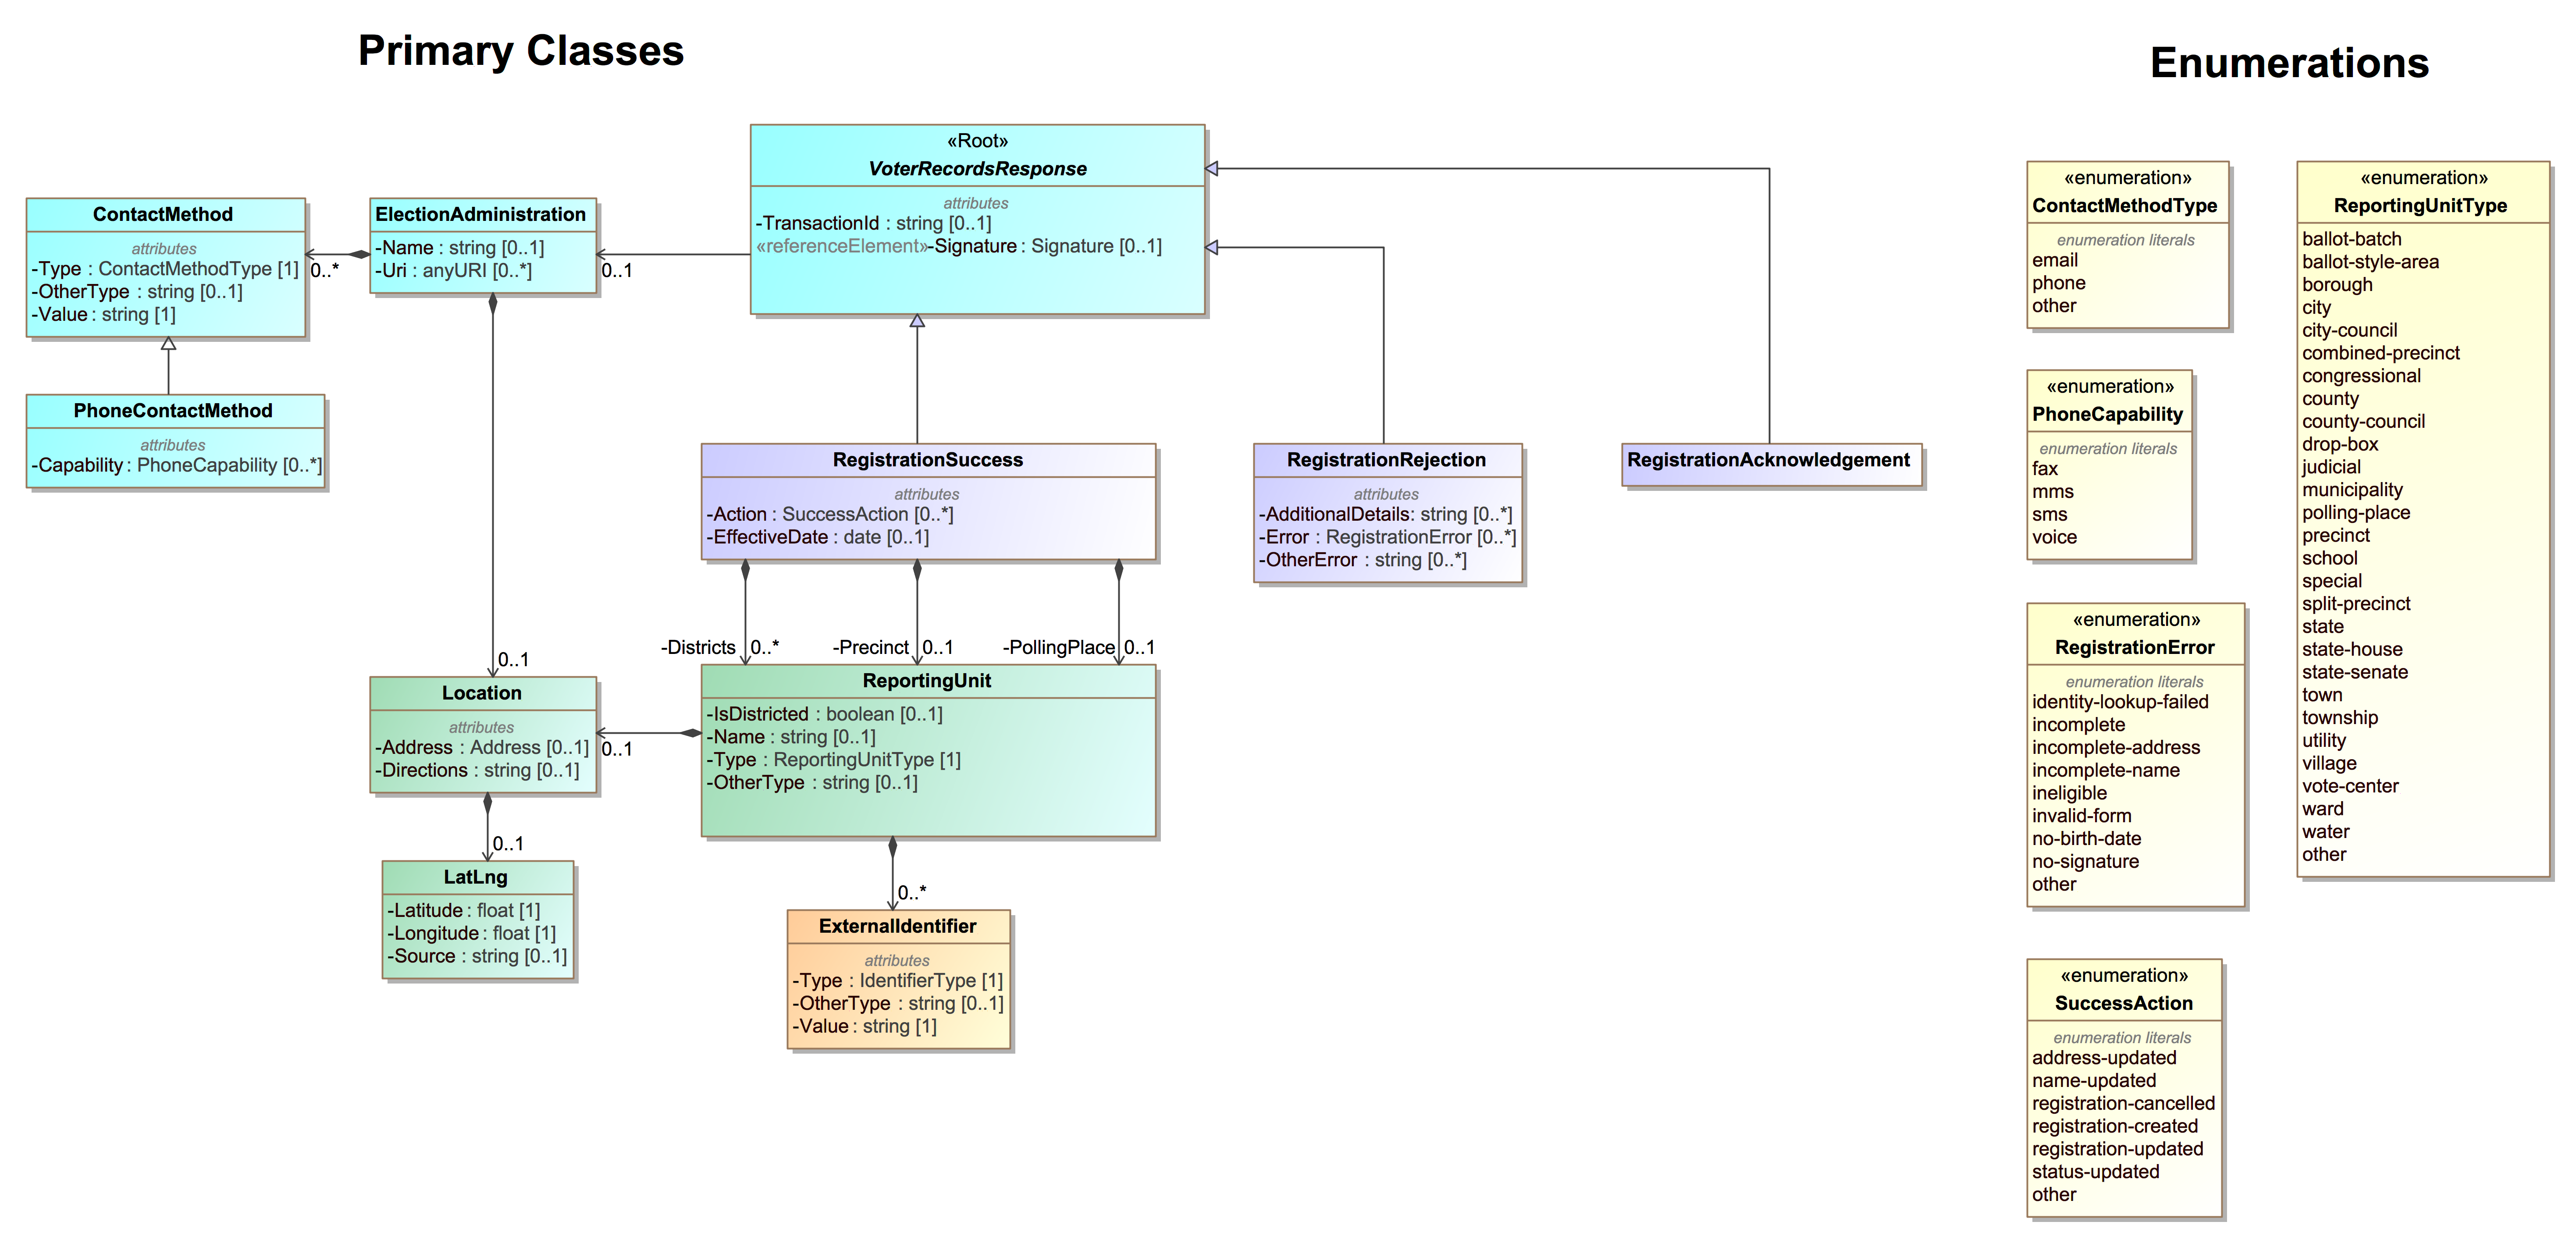 Primary Classes
Enumerations
«Root»
VoterRecordsResponse
attributes
-TransactionId : string [0..1]
«referenceElement»-Signature : Signature [0..1]
ContactMethod
attributes
-Type : ContactMethodType [1]
-OtherType : string [0..1]
-Value : string [1]
0..*
ElectionAdministration
-Name : string [0..1]
-Uri : anyURI [0..*]
0..1
PhoneContactMethod
attributes
-Capability : PhoneCapability [0..*]
RegistrationSuccess
attributes
-Action : SuccessAction [0..*]
-EffectiveDate : date [0..1]
RegistrationRejection
attributes
-AdditionalDetails: string [0..*]
-Error : RegistrationError [0..*]
-OtherError : string [0..*]
RegistrationAcknowledgement
-Districts 0..*
-Precinct 0..1
-PollingPlace 0..1
0..1
Location
attributes
-Address : Address [0..1]
-Directions : string [0..1]
0..1
ReportingUnit
-IsDistricted : boolean [0..1]
-Name : string [0..1]
-Type : ReportingUnitType [1]
-OtherType : string [0..1]
0..1
LatLng
-Latitude : float [1]
-Longitude : float [1]
-Source : string [0..1]
0..*
ExternalIdentifier
attributes
-Type : IdentifierType [1]
-OtherType : string [0..1]
-Value : string [1]
«enumeration»
ContactMethodType
enumeration literals
email
phone
other
«enumeration»
PhoneCapability
enumeration literals
fax
mms
sms
voice
«enumeration»
RegistrationError
enumeration literals
identity-lookup-failed
incomplete
incomplete-address
incomplete-name
ineligible
invalid-form
no-birth-date
no-signature
other
«enumeration»
SuccessAction
enumeration literals
address-updated
name-updated
registration-cancelled
registration-created
registration-updated
status-updated
other
«enumeration»
ReportingUnitType
ballot-batch
ballot-style-area
borough
city
city-council
combined-precinct
congressional
county
county-council
drop-box
judicial
municipality
polling-place
precinct
school
special
split-precinct
state
state-house
state-senate
town
township
utility
village
vote-center
ward
water
other